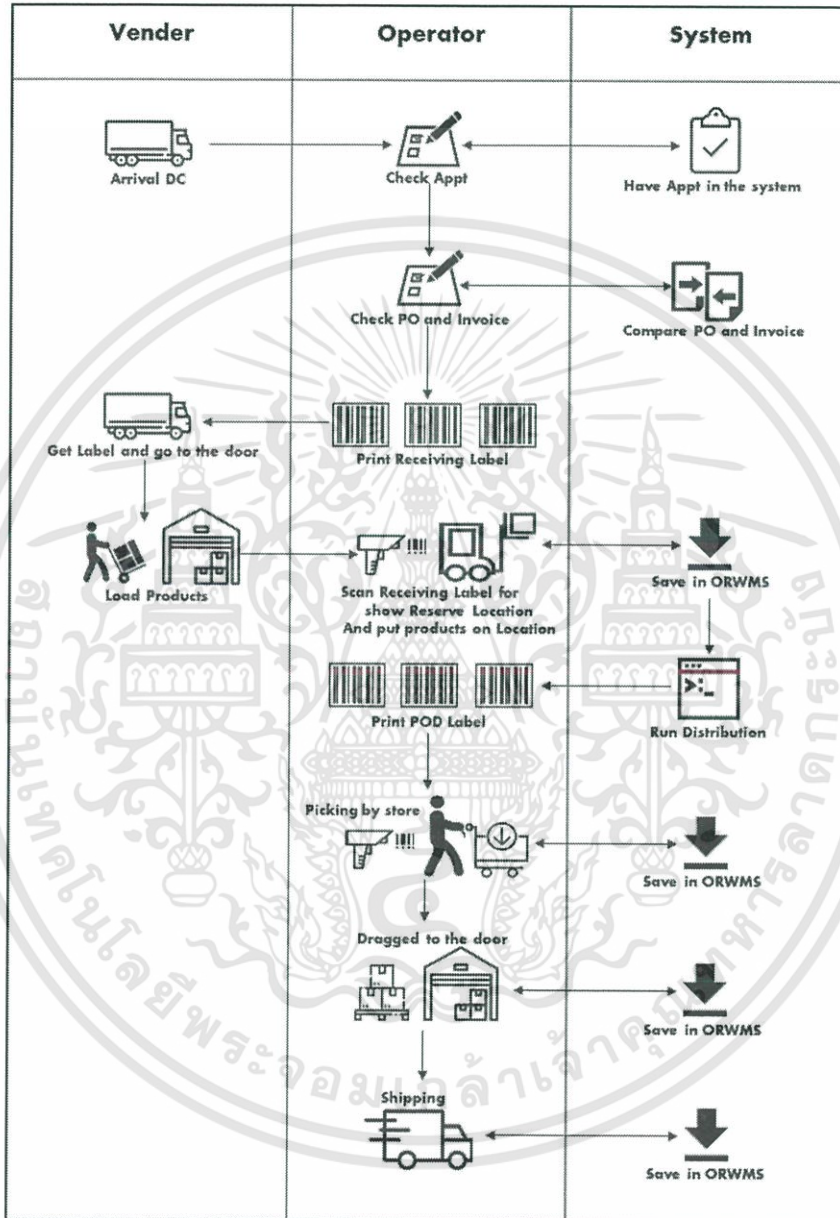 Vender
Operator
System
Arrival DC
Check Appt
Have Appt in the system
Check PO and Invoice
Compare PO and Invoice
Get Label and go to the door
Print Receiving Label
Load Products
Scan Receiving Label for
show Reserve Location
And put products on Location
Save in ORWMS
Print POD Label
Run Distribution
Picking by store
Save in ORWMS
Dragged to the door
Save in ORWMS
Shipping
Save in ORWMS